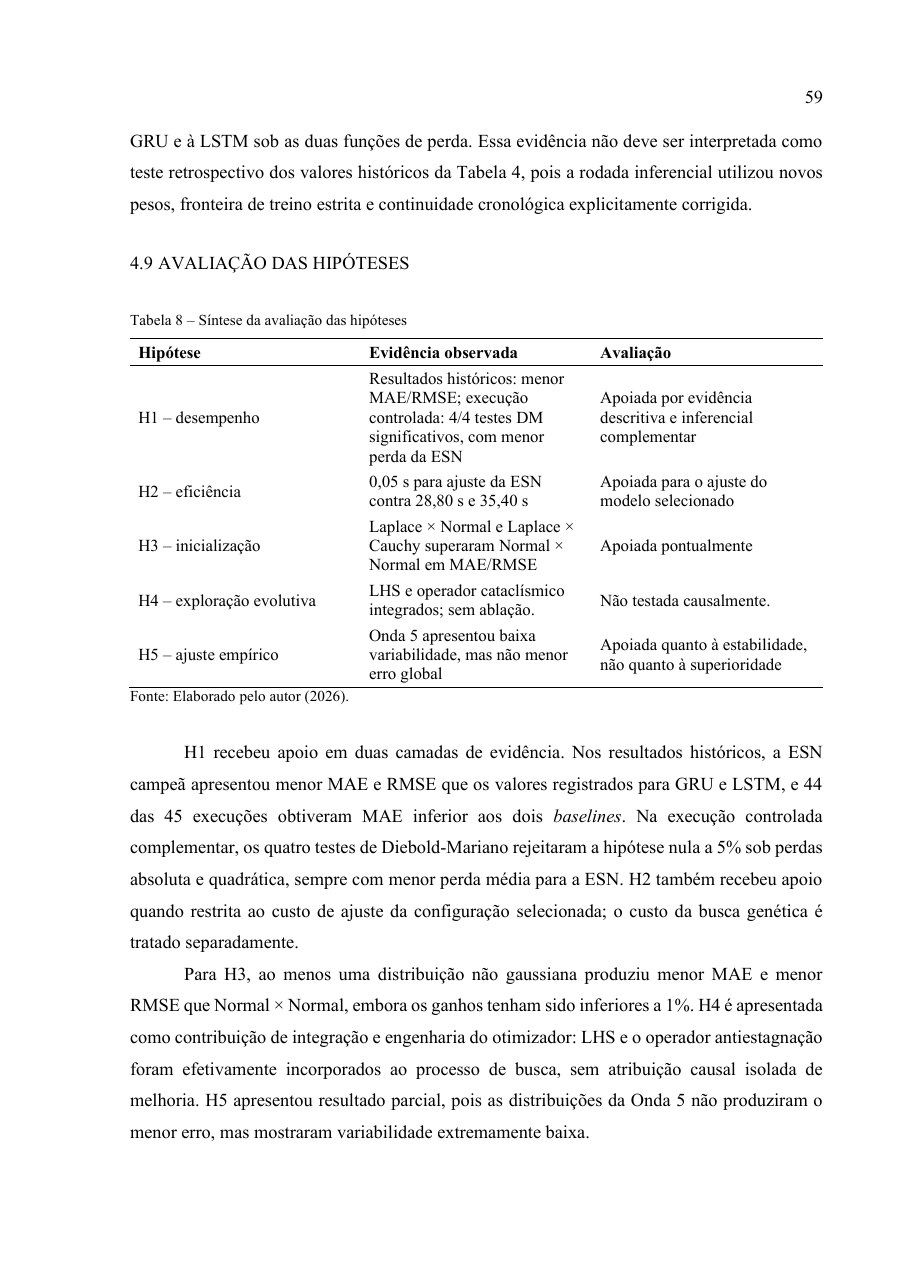 59
GRU e à LSTM sob as duas funções de perda. Essa evidência não deve ser interpretada como
teste retrospectivo dos valores históricos da Tabela 4, pois a rodada inferencial utilizou novos
pesos, fronteira de treino estrita e continuidade cronológica explicitamente corrigida.
4.9 AVALIAÇÃO DAS HIPÓTESES
Tabela 8 – Síntese da avaliação das hipóteses
Hipótese Evidência observada Avaliação
H1 – desempenho
Resultados históricos: menor
MAE/RMSE; execução
controlada: 4/4 testes DM
significativos, com menor
perda da ESN
Apoiada por evidência
descritiva e inferencial
complementar
H2 – eficiência
0,05 s para ajuste da ESN
contra 28,80 s e 35,40 s
Apoiada para o ajuste do
modelo selecionado
H3 – inicialização
Laplace × Normal e Laplace ×
Cauchy superaram Normal ×
Normal em MAE/RMSE
Apoiada pontualmente
H4 – exploração evolutiva
LHS e operador cataclísmico
integrados; sem ablação.
Não testada causalmente.
H5 – ajuste empírico
Onda 5 apresentou baixa
variabilidade, mas não menor
erro global
Apoiada quanto à estabilidade,
não quanto à superioridade
Fonte: Elaborado pelo autor (2026).
H1 recebeu apoio em duas camadas de evidência. Nos resultados históricos, a ESN
campeã apresentou menor MAE e RMSE que os valores registrados para GRU e LSTM, e 44
das 45 execuções obtiveram MAE inferior aos dois baselines. Na execução controlada
complementar, os quatro testes de Diebold-Mariano rejeitaram a hipótese nula a 5% sob perdas
absoluta e quadrática, sempre com menor perda média para a ESN. H2 também recebeu apoio
quando restrita ao custo de ajuste da configuração selecionada; o custo da busca genética é
tratado separadamente.
Para H3, ao menos uma distribuição não gaussiana produziu menor MAE e menor
RMSE que Normal × Normal, embora os ganhos tenham sido inferiores a 1%. H4 é apresentada
como contribuição de integração e engenharia do otimizador: LHS e o operador antiestagnação
foram efetivamente incorporados ao processo de busca, sem atribuição causal isolada de
melhoria. H5 apresentou resultado parcial, pois as distribuições da Onda 5 não produziram o
menor erro, mas mostraram variabilidade extremamente baixa.